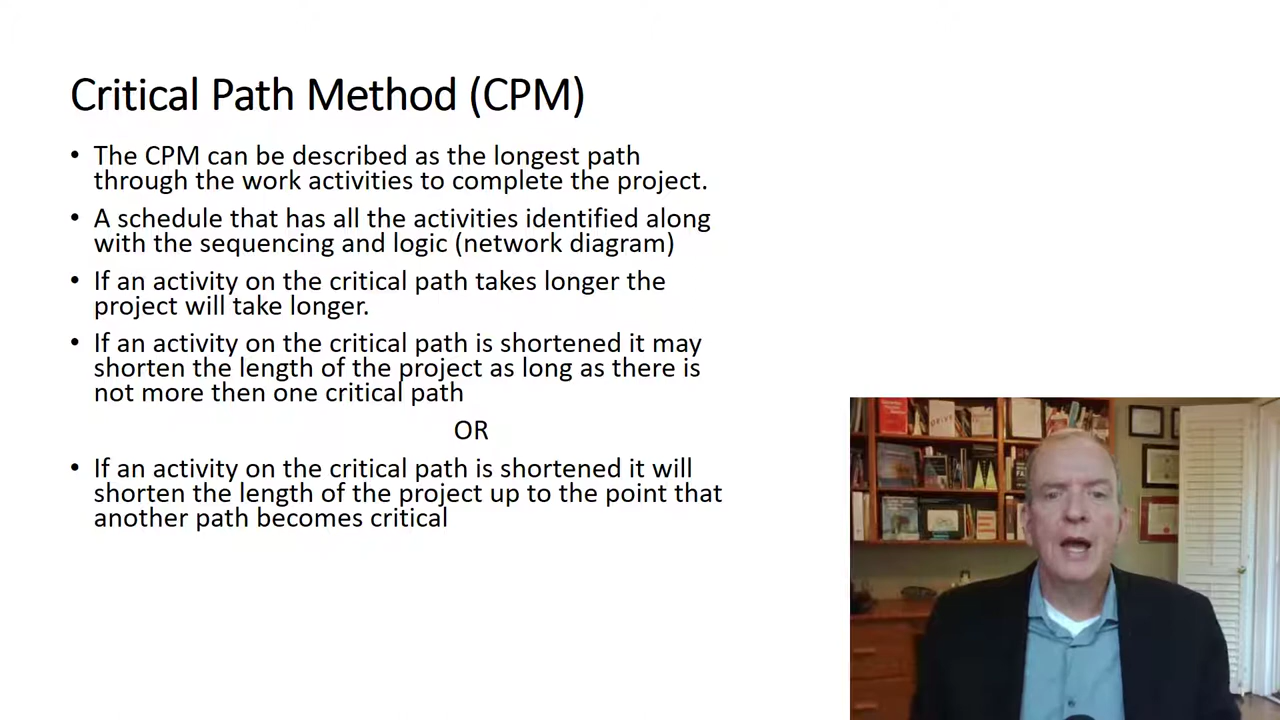 Critical Path Method (CPM)
• The CPM can be described as the longest path
through the work activities to complete the project.
• A schedule that has all the activities identified along
with the sequencing and logic (network diagram)
• If an activity on the critical path takes longer the
project will take longer.
• If an activity on the critical path is shortened it may
shorten the length of the project as long as there is
not more then one critical path
OR
• If an activity on the critical path is shortened it will
shorten the length of the project up to the point that
another path becomes critical